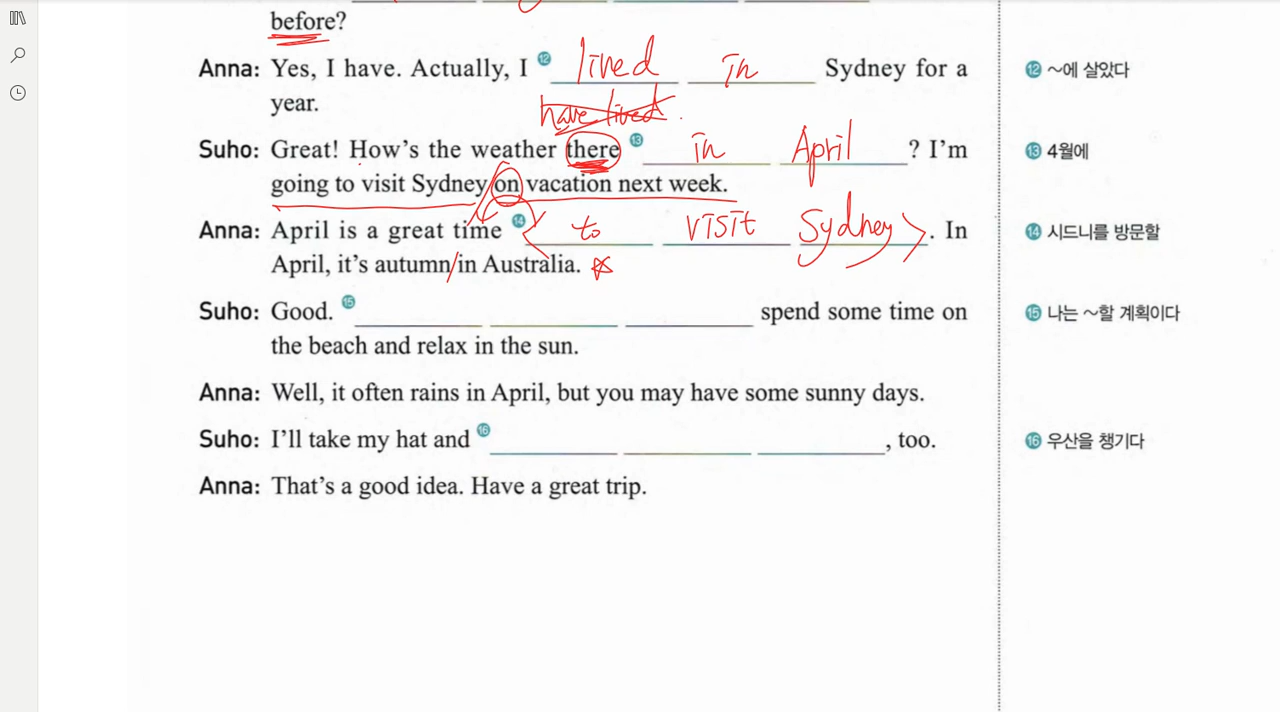 before?
Anna: Yes, I have. Actually, I ⑫ lived in Sydney for a ⑫ ~에 살았다
year.
have lived.
Suho: Great! How's the weather there ⑬ in April ? I'm ⑬ 4월에
going to visit Sydney on vacation next week.
Anna: April is a great time ⑭ to visit Sydney. In ⑭ 시드니를 방문할
April, it's autumn/in Australia.
Suho: Good. ⑮ spend some time on ⑮ 나는 ~할 계획이다
the beach and relax in the sun.
Anna: Well, it often rains in April, but you may have some sunny days.
Suho: I'll take my hat and ⑯ , too. ⑯ 우산을 챙기다
Anna: That's a good idea. Have a great trip.